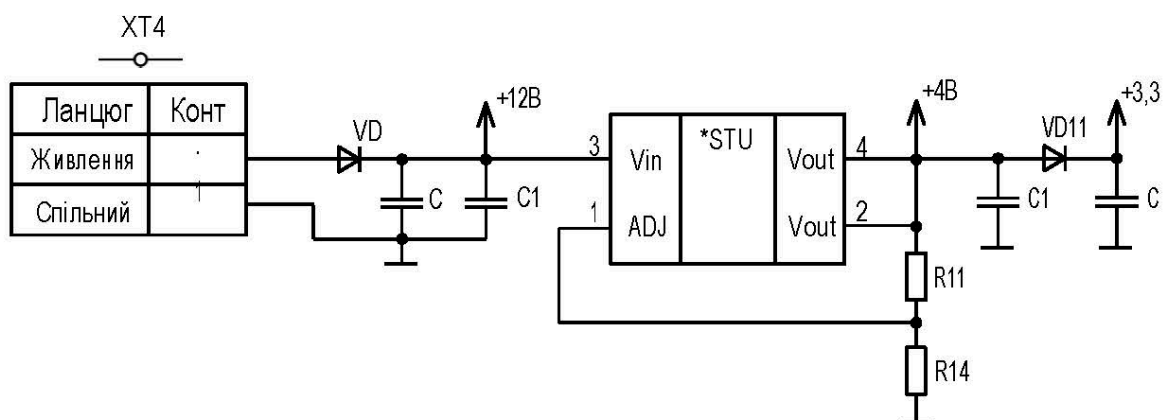 XT4
Ланцюг Конт
Живлення
Спільний 1
VD
+12В
C
C1
3 Vin *STU Vout 4
1 ADJ Vout 2
+4В
VD11
+3,3
C1
C
R11
R14